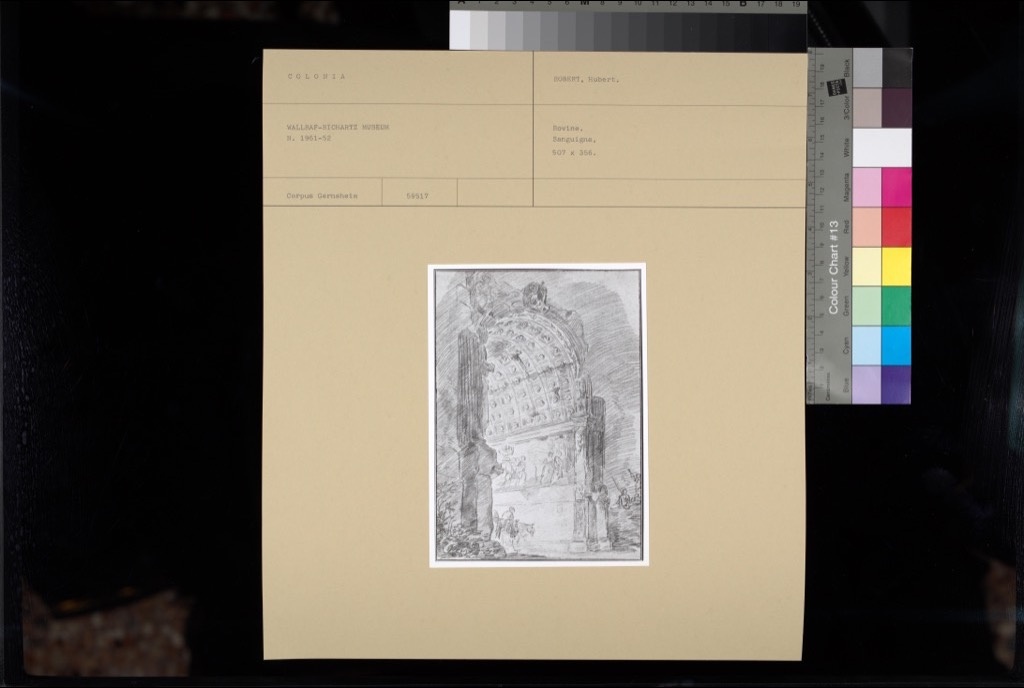 COLONIA
ROBERT, Hubert.
WALLRAF-RICHARTZ MUSEUM
N. 1961-52
Rovine.
Sanguigna,
507 x 356.
Corpus Gernsheim
56917
A 1 2 3 4 5 6 M 8 9 10 11 12 13 14 15 B 17 18 19
Colour Chart #13
Black
3/Color
White
Magenta
Red
Yellow
Green
Cyan
Blue